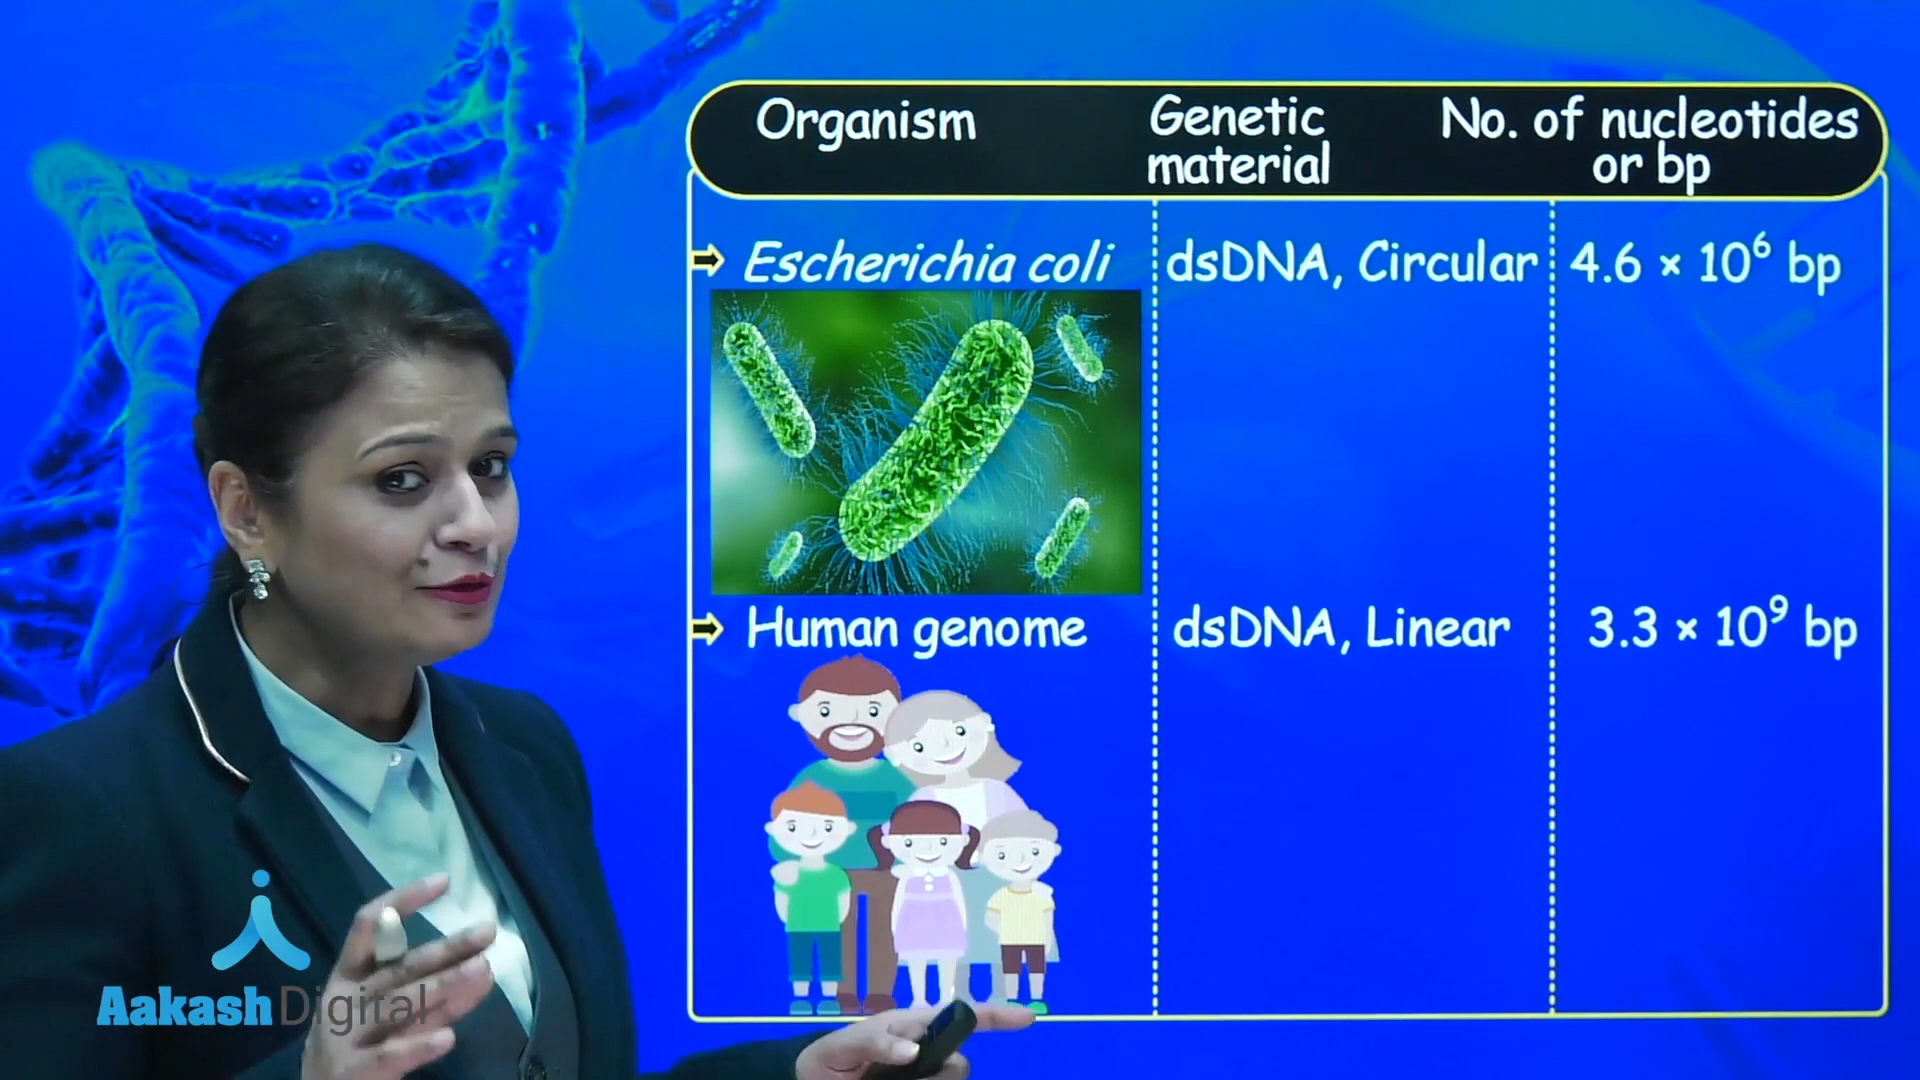 Organism
Genetic material
No. of nucleotides or bp
Escherichia coli
dsDNA, Circular
4.6 × 10⁶ bp
Human genome
dsDNA, Linear
3.3 × 10⁹ bp
Aakash Digital